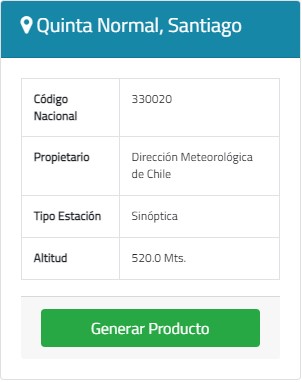 Quinta Normal, Santiago
Código
Nacional
330020
Propietario
Dirección Meteorológica
de Chile
Tipo Estación
Sinóptica
Altitud
520.0 Mts.
Generar Producto